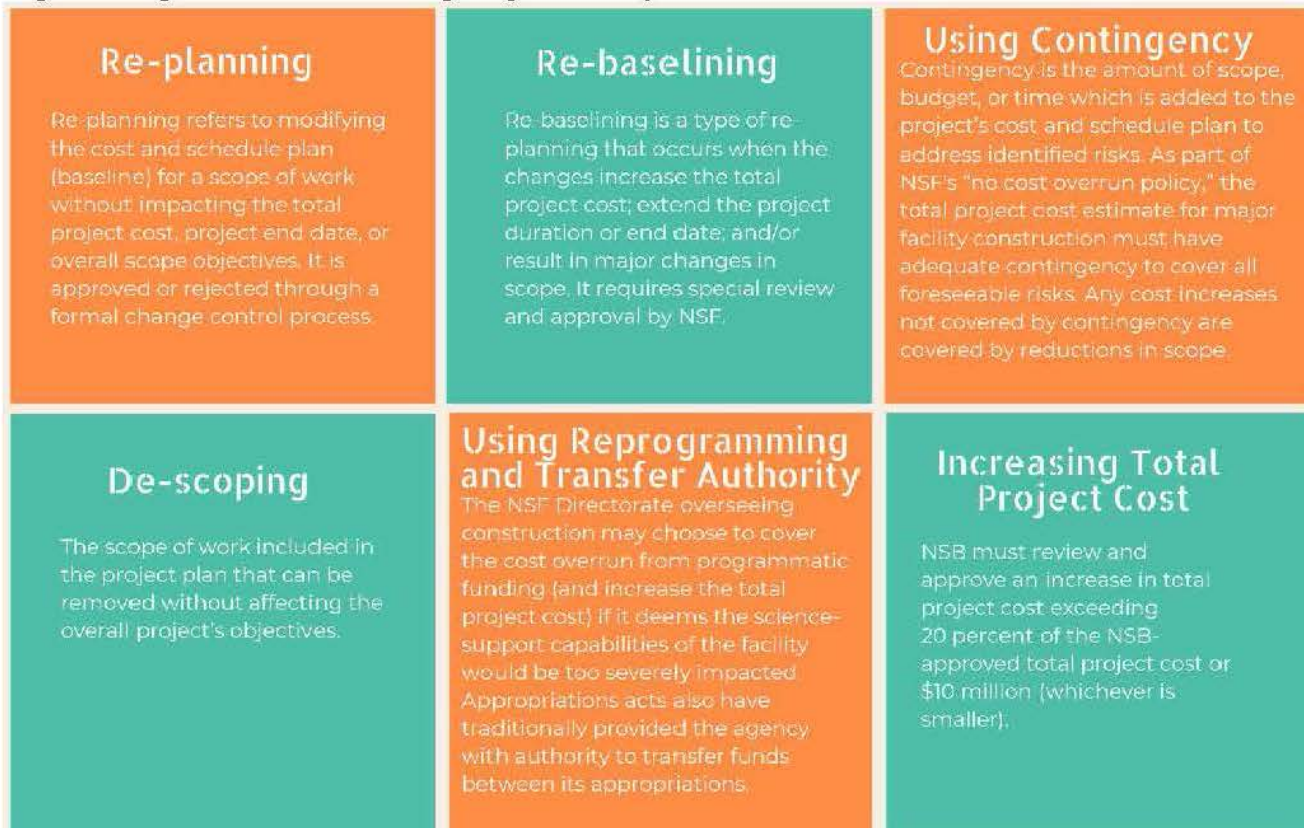 Re-planning
Re-planning refers to modifying
the cost and schedule plan
(baseline) for a scope of work
without impacting the total
project cost, project end date, or
overall scope objectives. It is
approved or rejected through a
formal change control process.
Re-baselining
Re-baselining is a type of re-
planning that occurs when the
changes increase the total
project cost; extend the project
duration or end date; and/or
result in major changes in
scope. It requires special review
and approval by NSF.
Using Contingency
Contingency is the amount of scope,
budget, or time which is added to the
project's cost and schedule plan to
address identified risks. As part of
NSF's "no cost overrun policy," the
total project cost estimate for major
facility construction must have
adequate contingency to cover all
foreseeable risks. Any cost increases
not covered by contingency are
covered by reductions in scope.
De-scoping
The scope of work included in
the project plan that can be
removed without affecting the
overall project's objectives.
Using Reprogramming
and Transfer Authority
The NSF Directorate overseeing
construction may choose to cover
the cost overrun from programmatic
funding (and increase the total
project cost) if it deems the science-
support capabilities of the facility
would be too severely impacted.
Appropriations acts also have
traditionally provided the agency
with authority to transfer funds
between its appropriations.
Increasing Total
Project Cost
NSB must review and
approve an increase in total
project cost exceeding
20 percent of the NSB-
approved total project cost or
$10 million (whichever is
smaller).